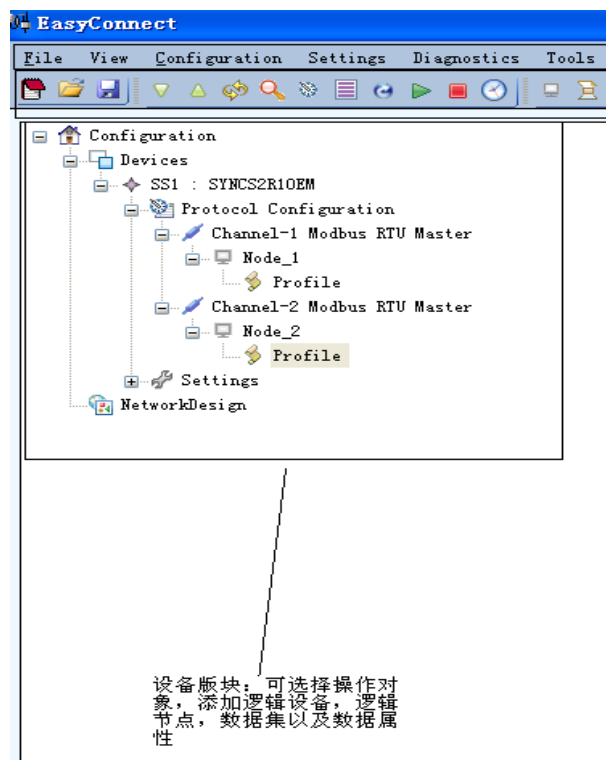 EasyConnect
File View Configuration Settings Diagnostics Tools
Configuration
Devices
SS1 : SYNCS2R10EM
Protocol Configuration
Channel-1 Modbus RTU Master
Node_1
Profile
Channel-2 Modbus RTU Master
Node_2
Profile
Settings
NetworkDesign
设备版块：可选择操作对
象，添加逻辑设备，逻辑
节点，数据集以及数据属
性